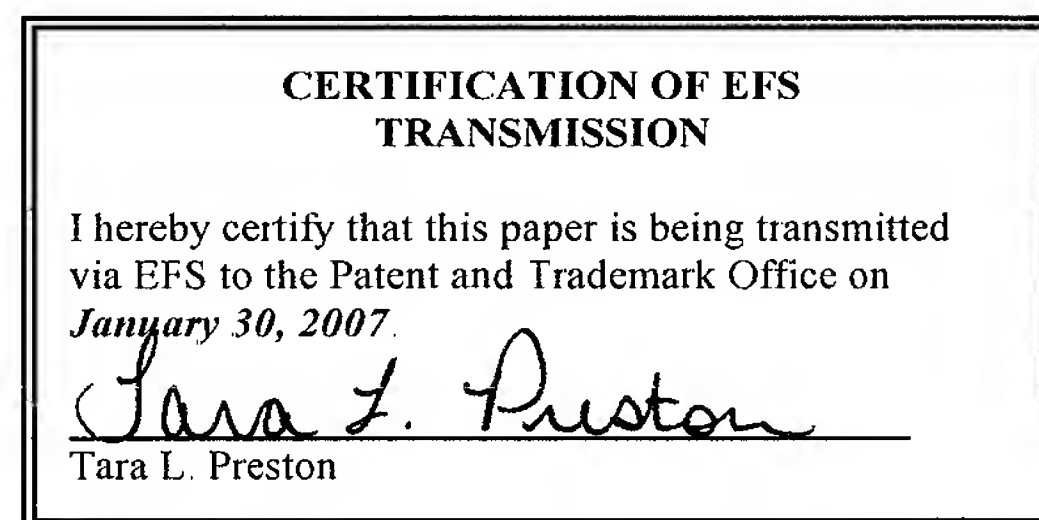 CERTIFICATION OF EFS
TRANSMISSION
I hereby certify that this paper is being transmitted
via EFS to the Patent and Trademark Office on
January 30, 2007.
Tara L. Preston
Tara L. Preston